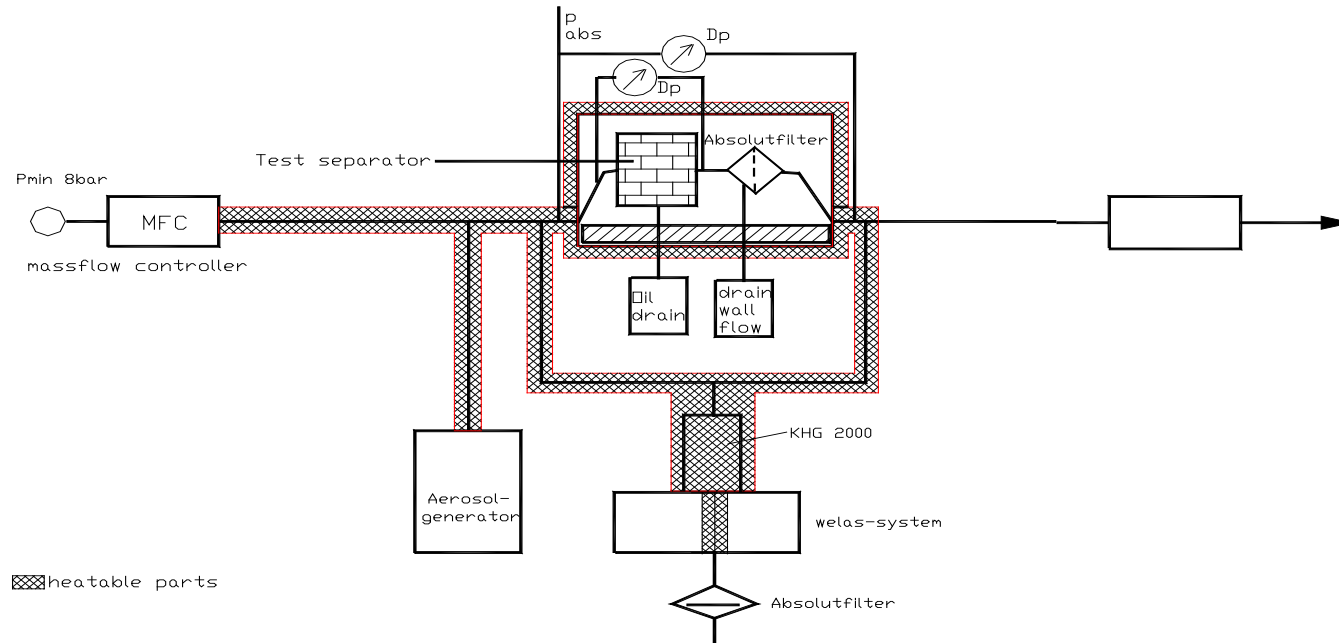 p
abs
Dp
Dp
Absolutfilter
Test separator
Pmin 8bar
MFC
massflow controller
Oil
drain
drain
wall
flow
KHG 2000
Aerosol-
generator
welas-system
heatable parts
Absolutfilter